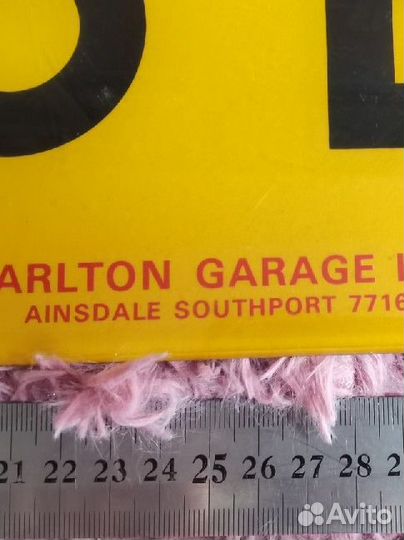 ARLTON GARAGE
AINSDALE SOUTHPORT 7716
21 22 23 24 25 26 27 28
Avito